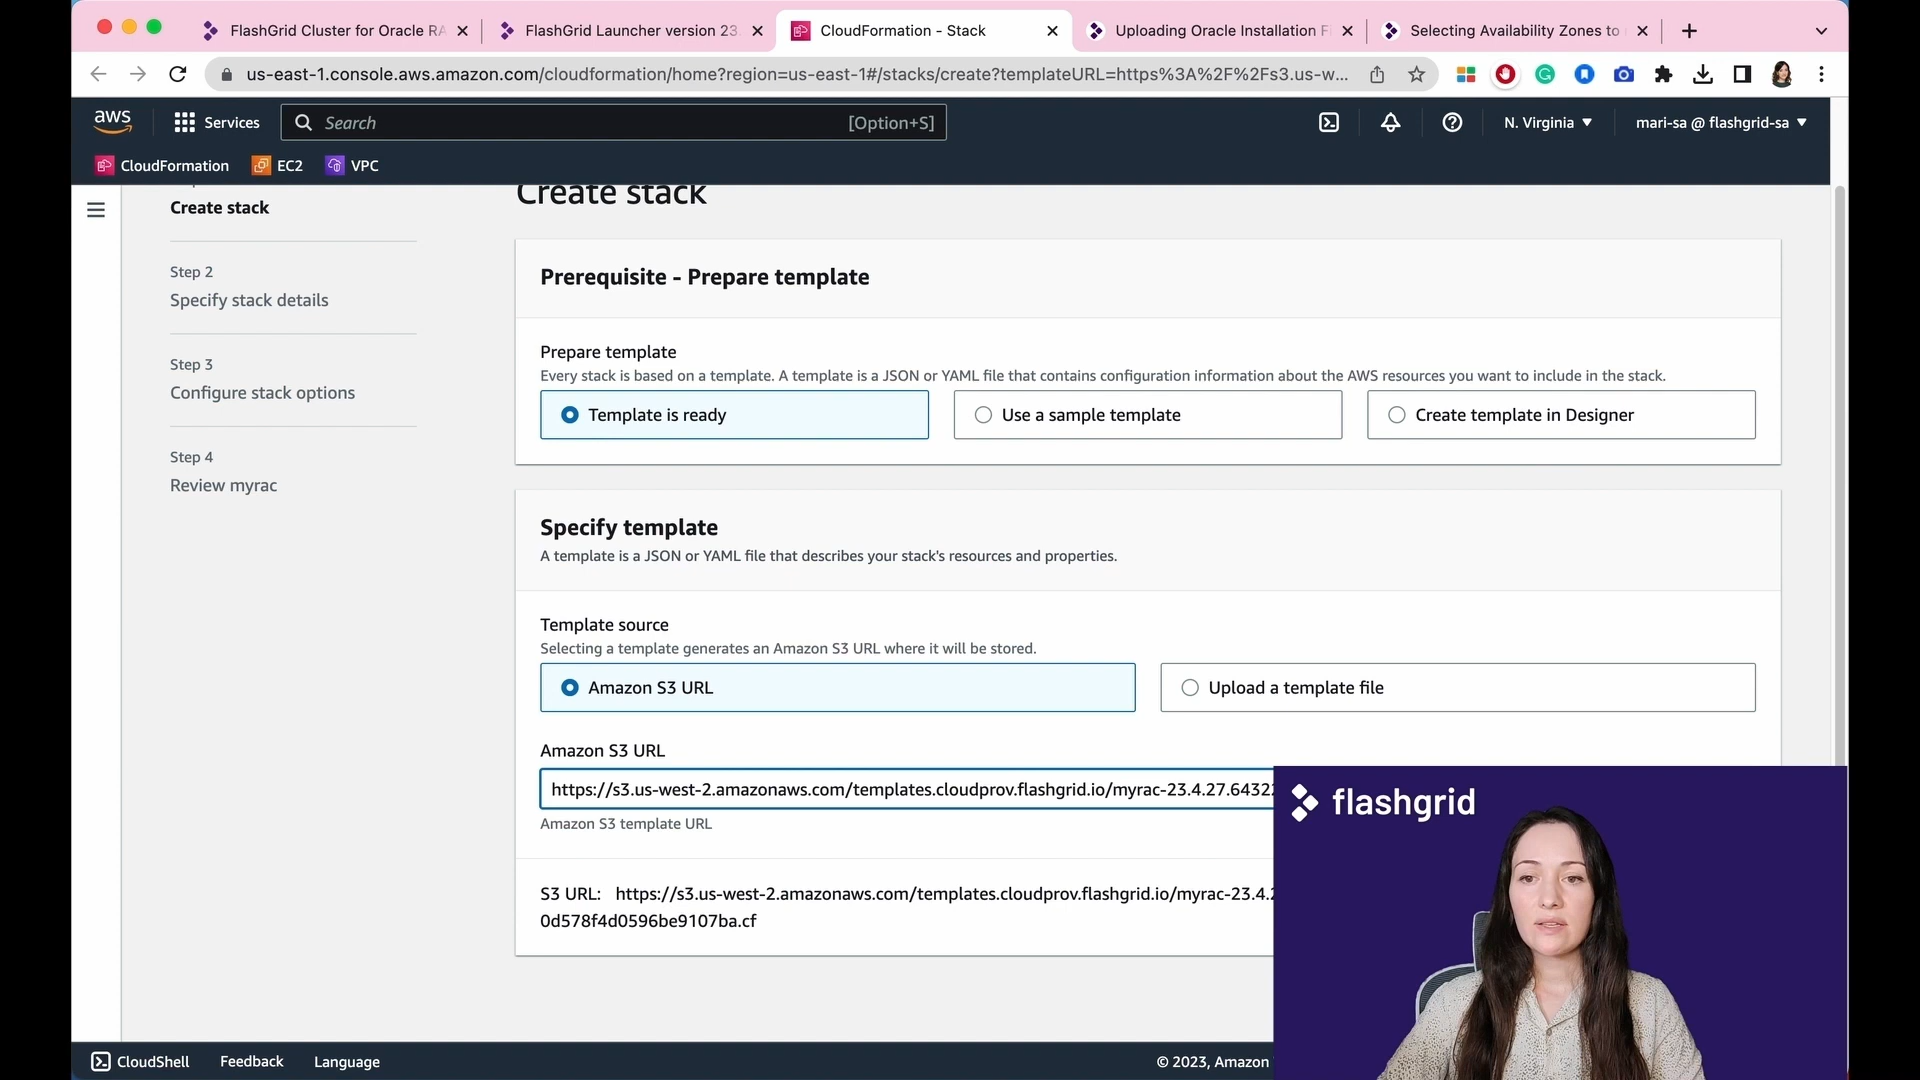 FlashGrid Cluster for Oracle RA
FlashGrid Launcher version 23.
CloudFormation - Stack
Uploading Oracle Installation Fi
Selecting Availability Zones to
us-east-1.console.aws.amazon.com/cloudformation/home?region=us-east-1#/stacks/create?templateURL=https%3A%2F%2Fs3.us-w...
aws
Services
Search
[Option+S]
N. Virginia
mari-sa @ flashgrid-sa
CloudFormation
EC2
VPC
Create stack
Step 2
Specify stack details
Step 3
Configure stack options
Step 4
Review myrac
Create stack
Prerequisite - Prepare template
Prepare template
Every stack is based on a template. A template is a JSON or YAML file that contains configuration information about the AWS resources you want to include in the stack.
Template is ready
Use a sample template
Create template in Designer
Specify template
A template is a JSON or YAML file that describes your stack's resources and properties.
Template source
Selecting a template generates an Amazon S3 URL where it will be stored.
Amazon S3 URL
Upload a template file
Amazon S3 URL
https://s3.us-west-2.amazonaws.com/templates.cloudprov.flashgrid.io/myrac-23.4.27.6432
Amazon S3 template URL
S3 URL: https://s3.us-west-2.amazonaws.com/templates.cloudprov.flashgrid.io/myrac-23.4.2
0d578f4d0596be9107ba.cf
flashgrid
CloudShell
Feedback
Language
© 2023, Amazon